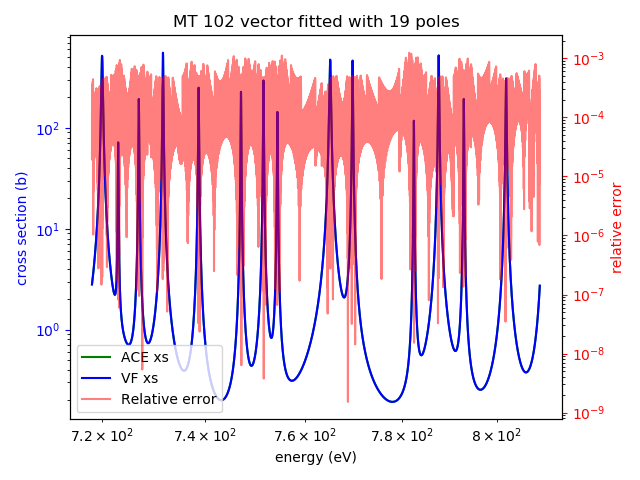 MT 102 vector fitted with 19 poles
10²
10¹
10⁰
cross section (b)
10⁻³
10⁻⁴
10⁻⁵
10⁻⁶
10⁻⁷
10⁻⁸
10⁻⁹
relative error
ACE xs
VF xs
Relative error
7.2 × 10²
7.4 × 10²
7.6 × 10²
7.8 × 10²
8 × 10²
energy (eV)